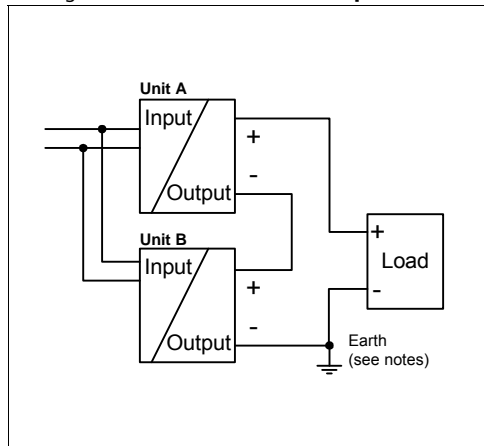 Unit A
Input
+
-
Output
Unit B
Input
+
-
Output
+
Load
-
Earth
(see notes)